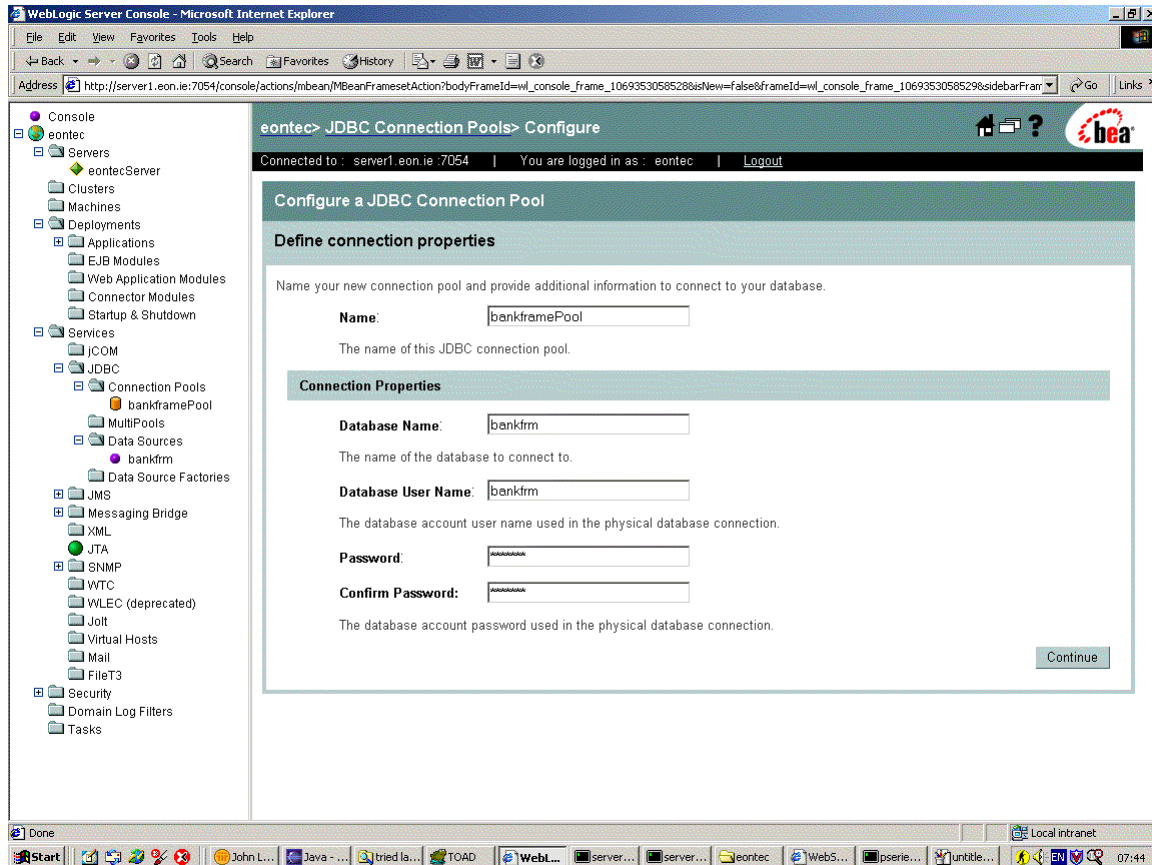 WebLogic Server Console - Microsoft Internet Explorer
File Edit View Favorites Tools Help
Back Search Favorites History
Address http://server1.eon.ie:7054/console/actions/mbean/MBeanFramesetAction?bodyFrameId=wl_console_frame_1069353058528&isNew=false&frameId=wl_console_frame_1069353058529&sidebarFram Go Links
Console
eontec
Servers
eontecServer
Clusters
Machines
Deployments
Applications
EJB Modules
Web Application Modules
Connector Modules
Startup & Shutdown
Services
jCOM
JDBC
Connection Pools
bankframePool
MultiPools
Data Sources
bankfrm
Data Source Factories
JMS
Messaging Bridge
XML
JTA
SNMP
WTC
WLEC (deprecated)
Jolt
Virtual Hosts
Mail
FileT3
Security
Domain Log Filters
Tasks
eontec> JDBC Connection Pools> Configure
? bea
Connected to : server1.eon.ie :7054 | You are logged in as : eontec | Logout
Configure a JDBC Connection Pool
Define connection properties
Name your new connection pool and provide additional information to connect to your database.
Name: bankframePool
The name of this JDBC connection pool.
Connection Properties
Database Name: bankfrm
The name of the database to connect to.
Database User Name: bankfrm
The database account user name used in the physical database connection.
Password: *******
Confirm Password: *******
The database account password used in the physical database connection.
Continue
Done Local intranet
Start John L... Java - ... tried la... TOAD WebL... server... server... eontec WebS... pserie... untitle... EN 07:44